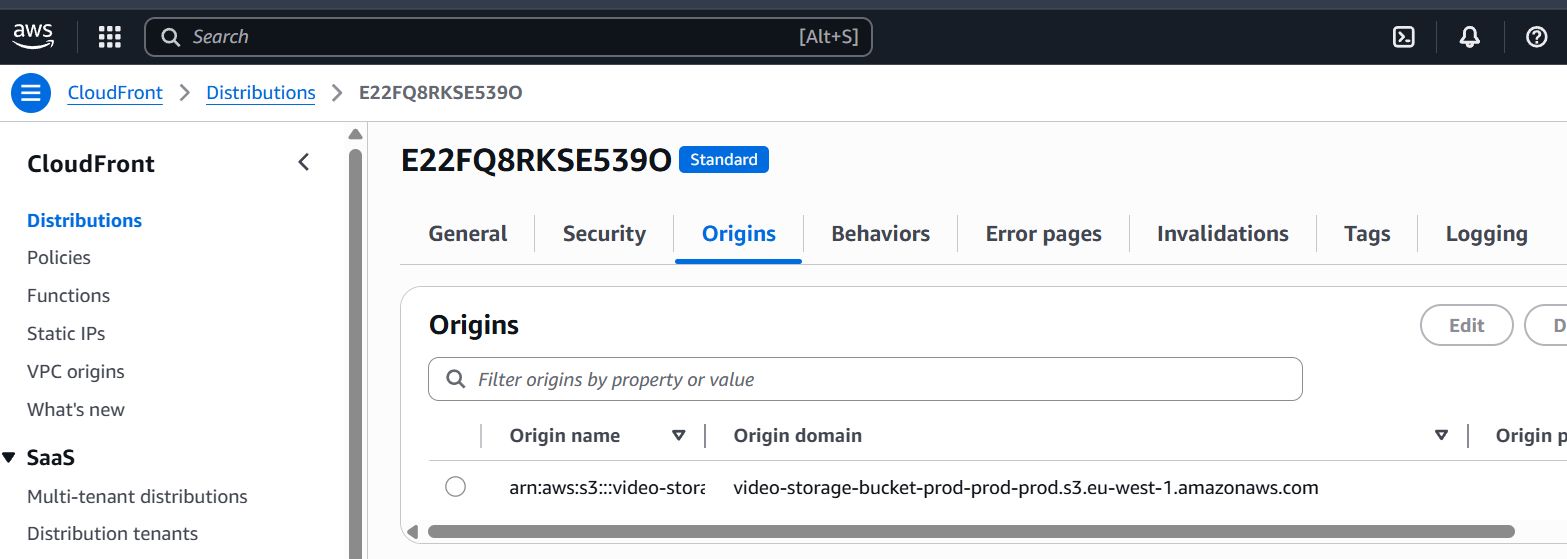 aws
Search [Alt+S]
CloudFront Distributions E22FQ8RKSE539O
CloudFront
Distributions
Policies
Functions
Static IPs
VPC origins
What's new
SaaS
Multi-tenant distributions
Distribution tenants
E22FQ8RKSE539O Standard
General Security Origins Behaviors Error pages Invalidations Tags Logging
Origins Edit D
Filter origins by property or value
Origin name Origin domain Origin p
arn:aws:s3:::video-stora video-storage-bucket-prod-prod-prod.s3.eu-west-1.amazonaws.com